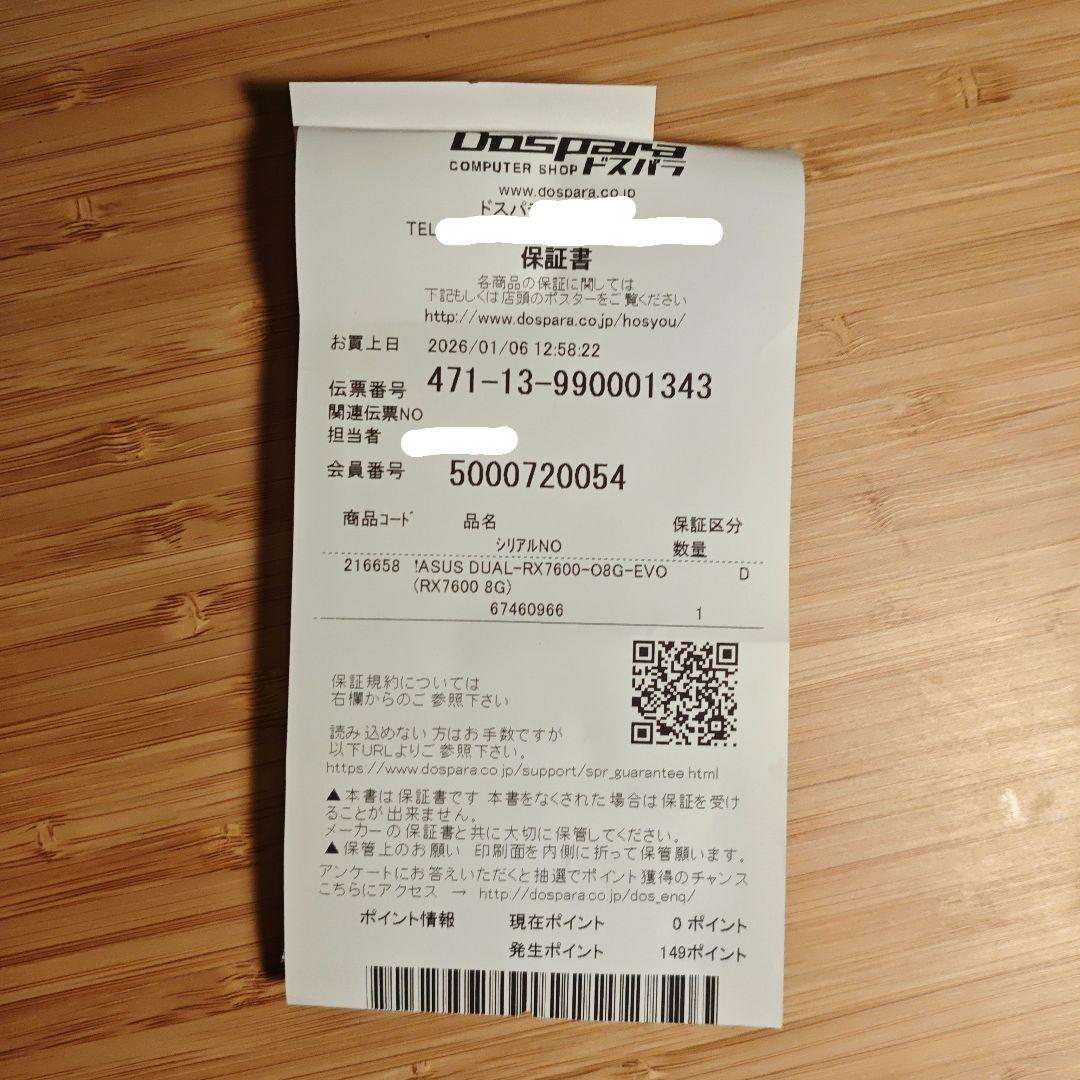 Dospara
COMPUTER SHOP ドスパラ
www.dospara.co.jp
ドスパ
TEL
保証書
各商品の保証に関しては
下記もしくは店頭のポスターをご覧ください
http://www.dospara.co.jp/hosyou/
お買上日 2026/01/06 12:58:22
伝票番号 471-13-990001343
関連伝票NO
担当者
会員番号 5000720054
商品コード 品名 保証区分
シリアルNO 数量
216658 !ASUS DUAL-RX7600-O8G-EVO D
(RX7600 8G)
67460966 1
保証規約については
右欄からのご参照下さい
読み込めない方はお手数ですが
以下URLよりご参照下さい。
https://www.dospara.co.jp/support/spr_guarantee.html
▲本書は保証書です 本書をなくされた場合は保証を受け
ることが出来ません。
メーカーの保証書と共に大切に保管してください。
▲保管上のお願い 印刷面を内側に折って保管願います。
アンケートにお答えいただくと抽選でポイント獲得のチャンス
こちらにアクセス → http://dospara.co.jp/dos_enq/
ポイント情報 現在ポイント 0 ポイント
発生ポイント 149ポイント